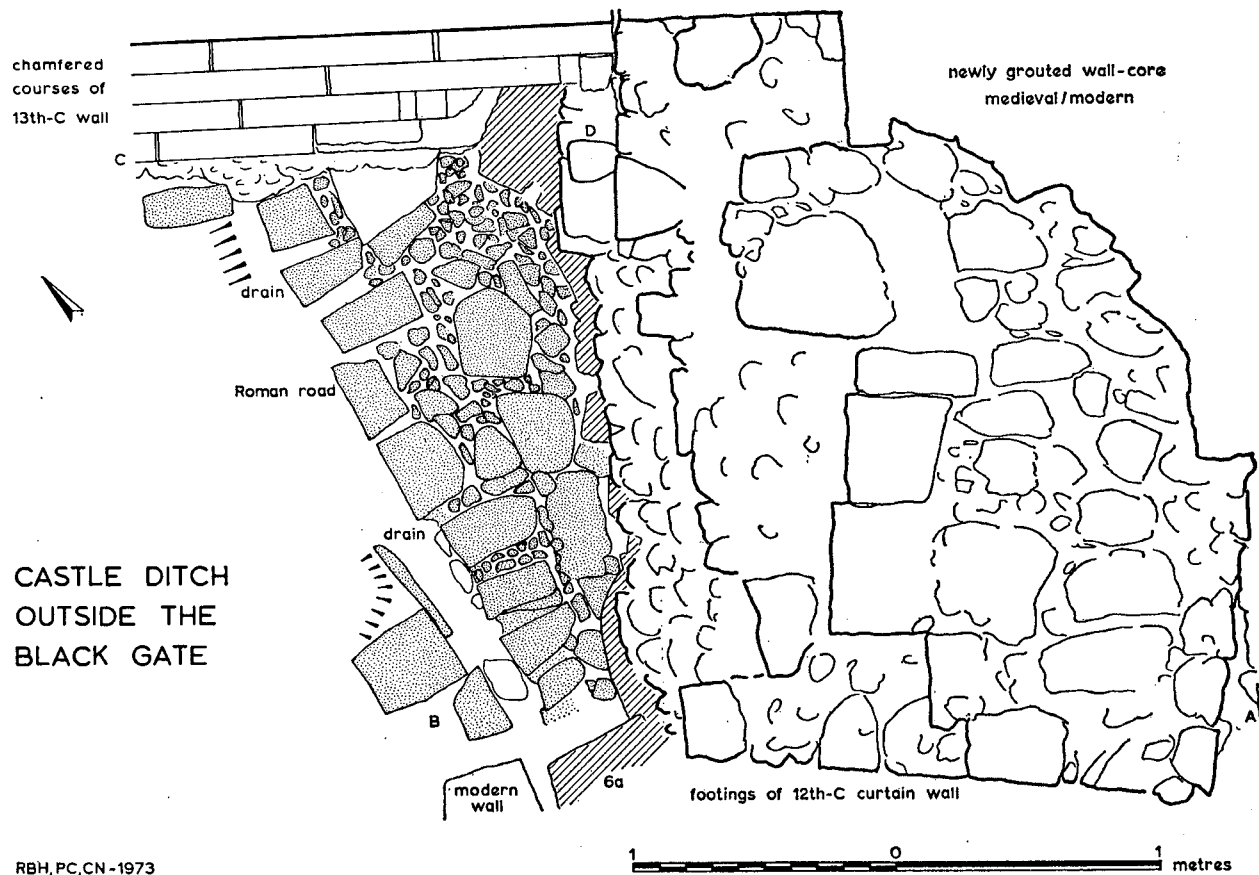 chamfered
courses of
13th-C wall
newly grouted wall-core
medieval/modern
D
C
drain
Roman road
drain
CASTLE DITCH
OUTSIDE THE
BLACK GATE
B
A
6a
modern
wall
footings of 12th-C curtain wall
RBH, PC, CN-1973
1 0 1 metres